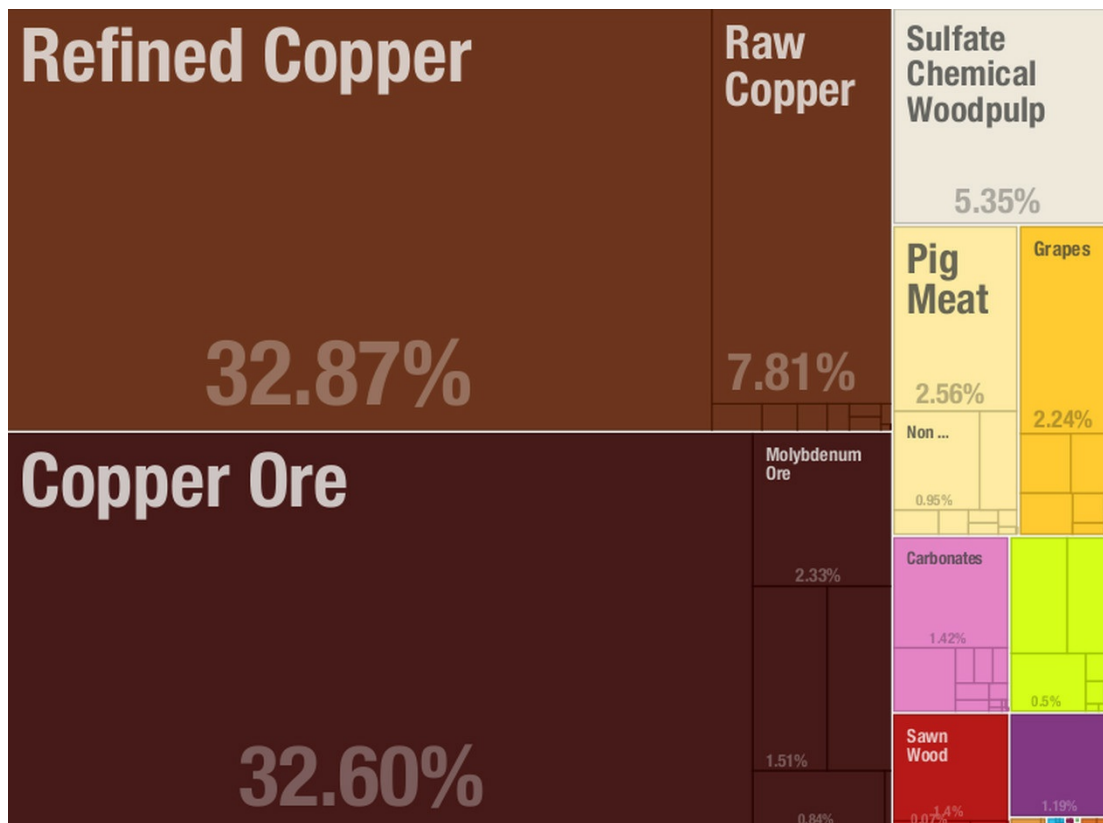 Refined Copper
32.87%
Raw
Copper
7.81%
Copper Ore
32.60%
Molybdenum
Ore
2.33%
1.51%
0.84%
Sulfate
Chemical
Woodpulp
5.35%
Pig
Meat
2.56%
Non ...
0.95%
Grapes
2.24%
Carbonates
1.42%
0.5%
Sawn
Wood
1.4%
0.07%
1.19%